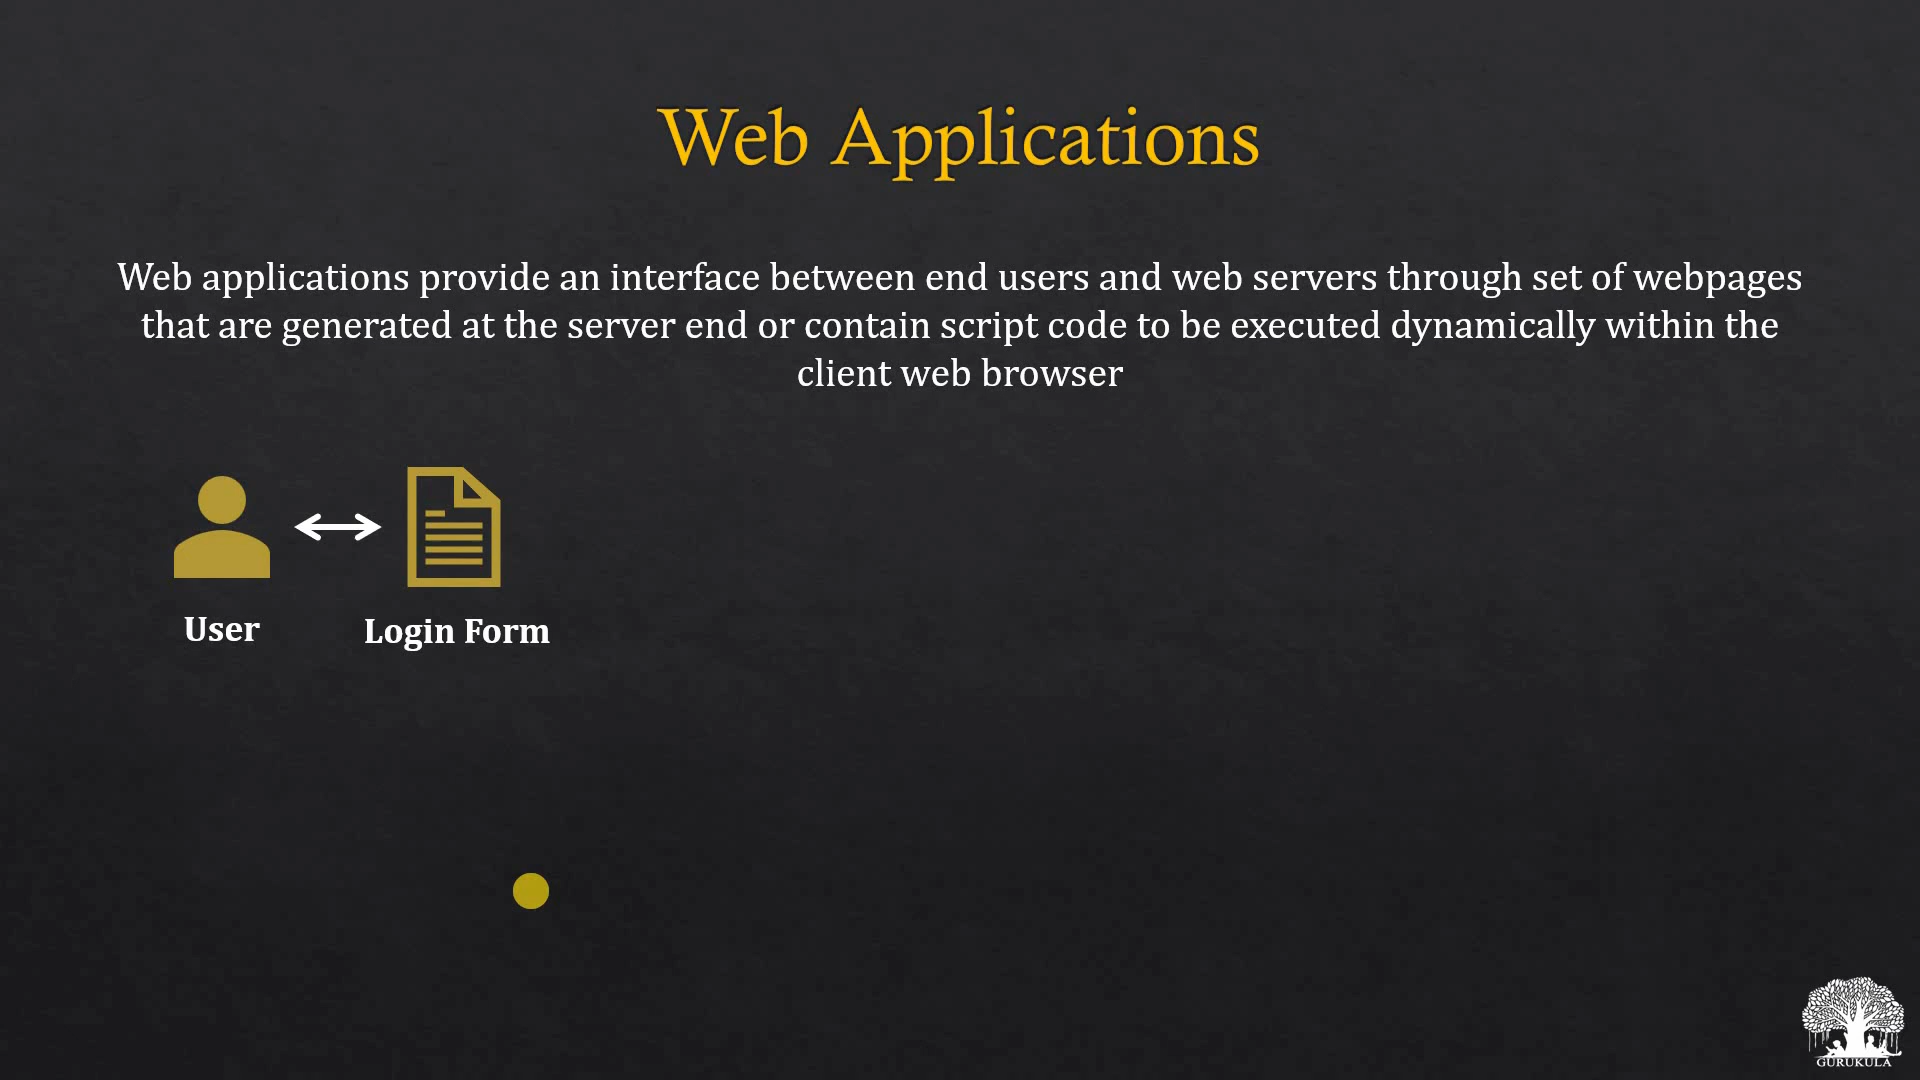 Web Applications
Web applications provide an interface between end users and web servers through set of webpages
that are generated at the server end or contain script code to be executed dynamically within the
client web browser
User
Login Form
GURUKULA